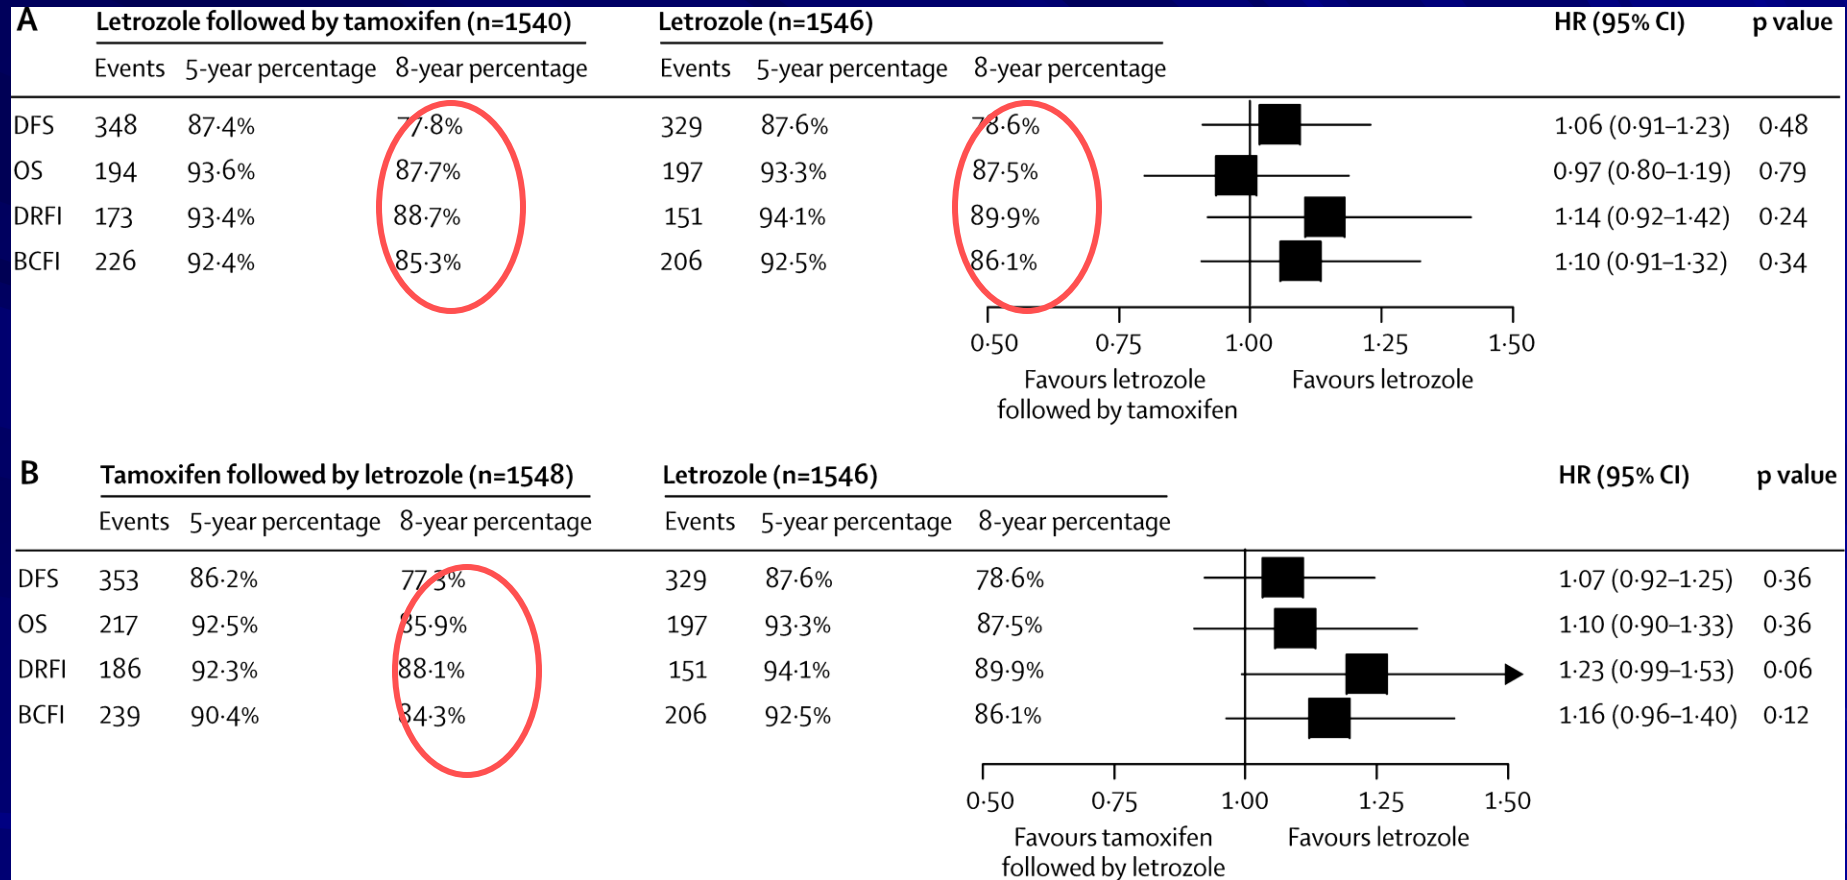 A Letrozole followed by tamoxifen (n=1540) Letrozole (n=1546) HR (95% CI) p value
Events 5-year percentage 8-year percentage Events 5-year percentage 8-year percentage
DFS 348 87·4% 77·8% 329 87·6% 78·6% 1·06 (0·91–1·23) 0·48
OS 194 93·6% 87·7% 197 93·3% 87·5% 0·97 (0·80–1·19) 0·79
DRFI 173 93·4% 88·7% 151 94·1% 89·9% 1·14 (0·92–1·42) 0·24
BCFI 226 92·4% 85·3% 206 92·5% 86·1% 1·10 (0·91–1·32) 0·34
0·50 0·75 1·00 1·25 1·50
Favours letrozole Favours letrozole
followed by tamoxifen
B Tamoxifen followed by letrozole (n=1548) Letrozole (n=1546) HR (95% CI) p value
Events 5-year percentage 8-year percentage Events 5-year percentage 8-year percentage
DFS 353 86·2% 77·3% 329 87·6% 78·6% 1·07 (0·92–1·25) 0·36
OS 217 92·5% 85·9% 197 93·3% 87·5% 1·10 (0·90–1·33) 0·36
DRFI 186 92·3% 88·1% 151 94·1% 89·9% 1·23 (0·99–1·53) 0·06
BCFI 239 90·4% 84·3% 206 92·5% 86·1% 1·16 (0·96–1·40) 0·12
0·50 0·75 1·00 1·25 1·50
Favours tamoxifen Favours letrozole
followed by letrozole